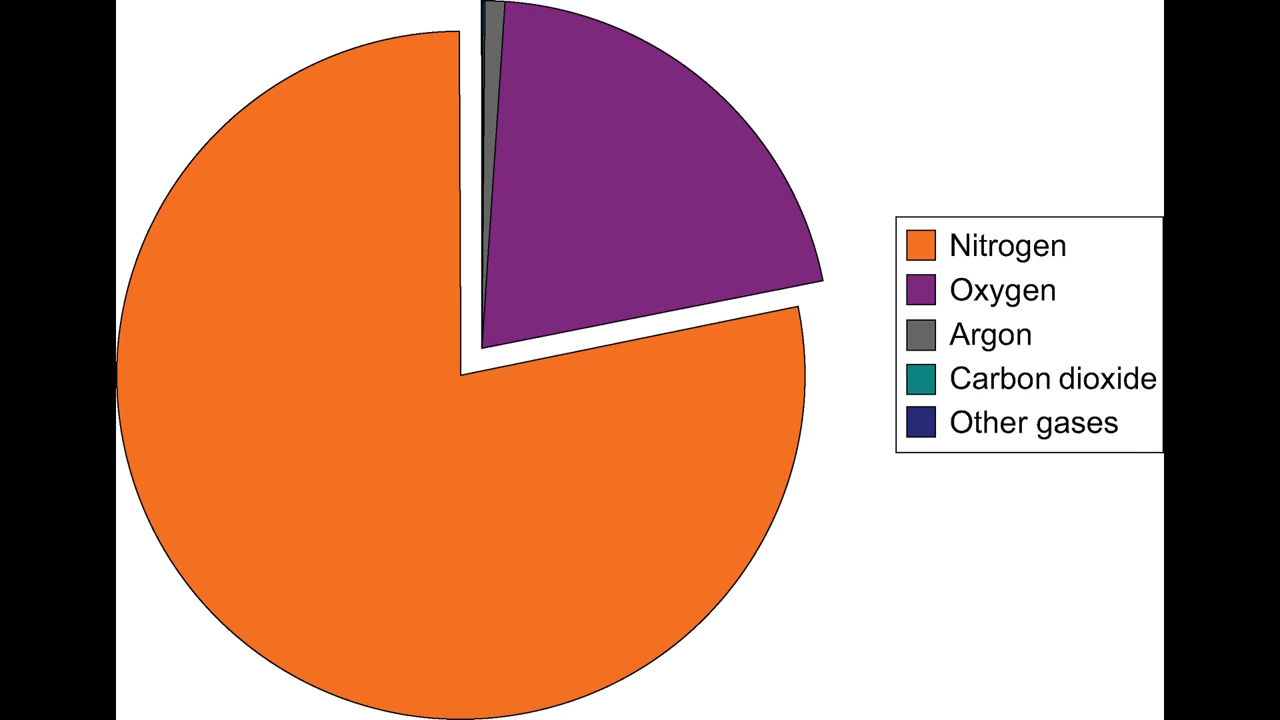 Nitrogen
Oxygen
Argon
Carbon dioxide
Other gases